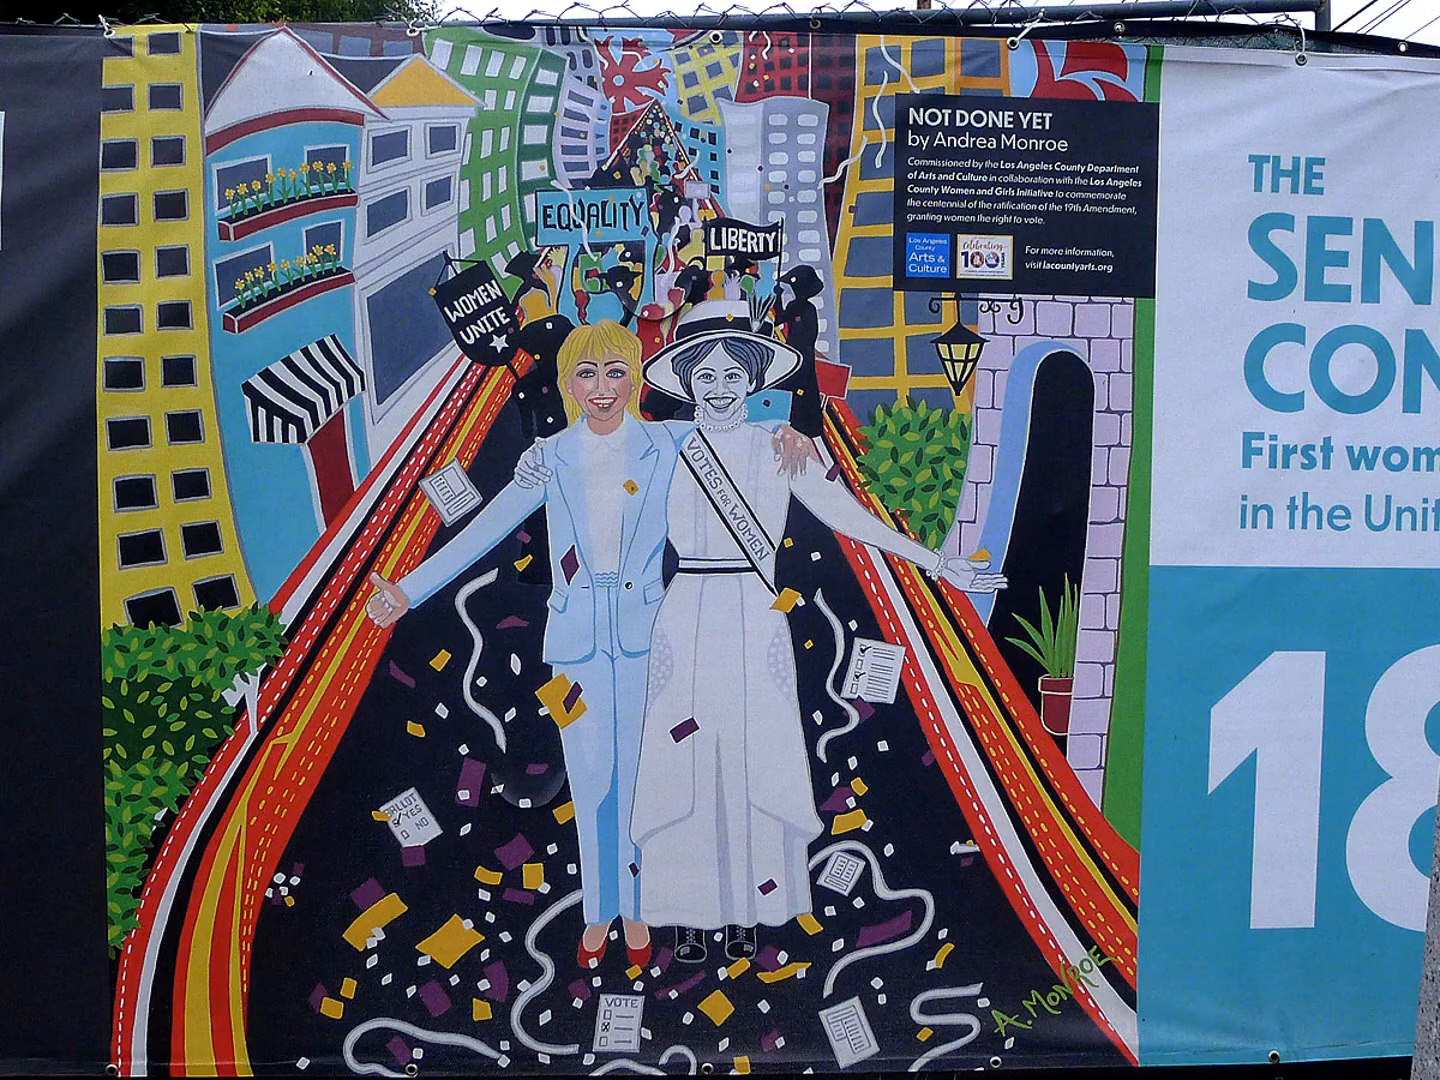 NOT DONE YET
by Andrea Monroe
Commissioned by the Los Angeles County Department
of Arts and Culture in collaboration with the Los Angeles
County Women and Girls Initiative to commemorate
the centennial of the ratification of the 19th Amendment,
granting women the right to vote.
Los Angeles
County
Arts &
Culture
Celebrating
100
YEARS
For more information,
visit lacountyarts.org
EQUALITY
LIBERTY
WOMEN
UNITE
VOTES FOR WOMEN
BALLOT
YES
NO
VOTE
A. MONROE
THE
SEN
CON
First wom
in the Unit
18